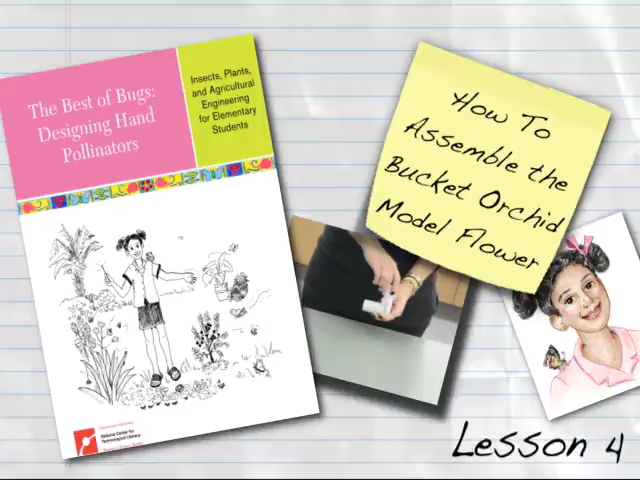 The Best of Bugs:
Designing Hand
Pollinators
Insects, Plants,
and Agricultural
Engineering
for Elementary
Students
How To
Assemble the
Bucket Orchid
Model Flower
National Center for
Technological Literacy
Lesson 4